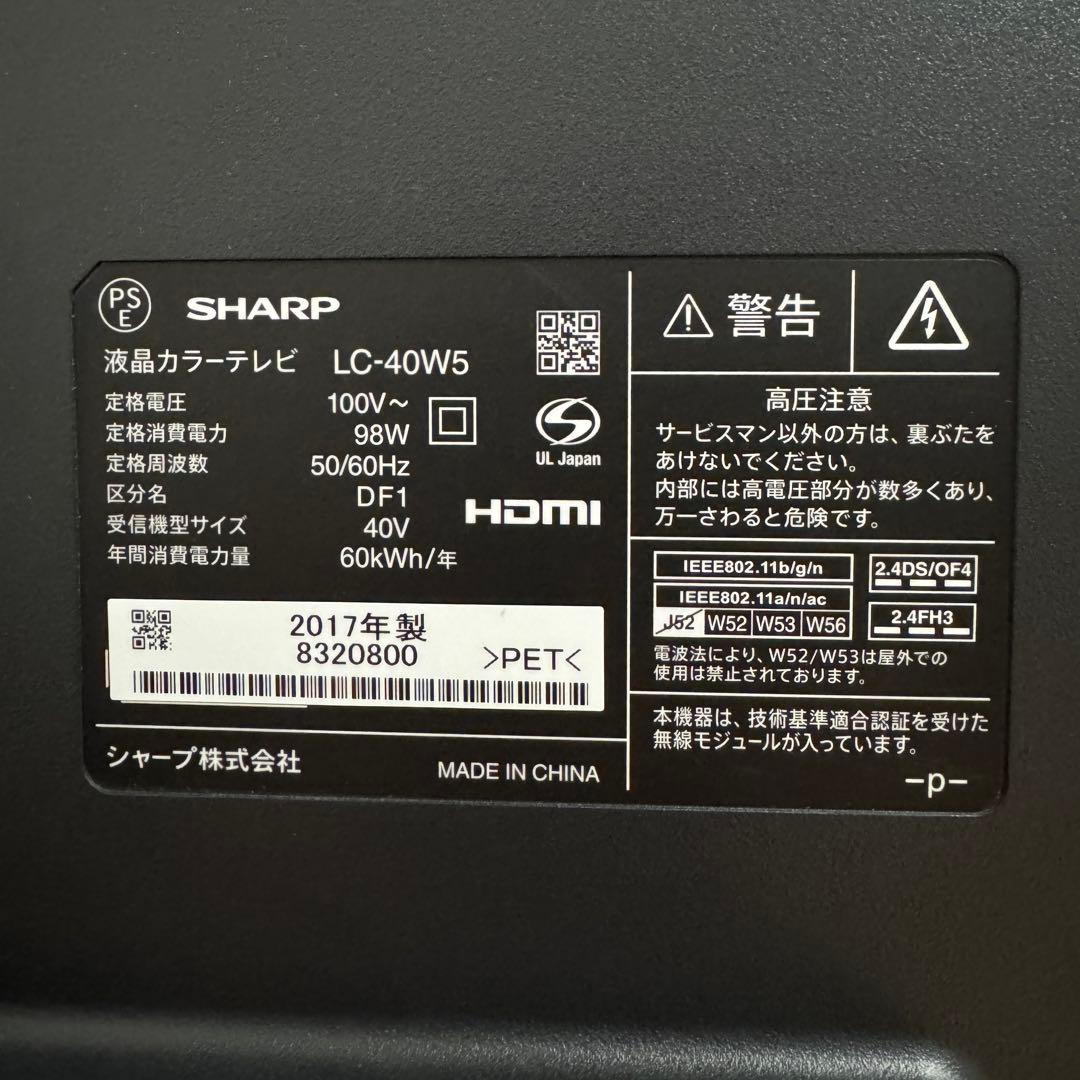 PS
E
SHARP
液晶カラーテレビ LC-40W5
定格電圧 100V~
定格消費電力 98W
定格周波数 50/60Hz
区分名 DF1
受信機型サイズ 40V
年間消費電力量 60kWh/年
UL Japan
HDMI
2017年製
8320800 >PET<
シャープ株式会社
MADE IN CHINA
警告
高圧注意
サービスマン以外の方は、裏ぶたを
あけないでください。
内部には高電圧部分が数多くあり、
万一さわると危険です。
IEEE802.11b/g/n
IEEE802.11a/n/ac
J52 W52 W53 W56
2.4DS/OF4
2.4FH3
電波法により、W52/W53は屋外での
使用は禁止されております。
本機器は、技術基準適合認証を受けた
無線モジュールが入っています。
-p-